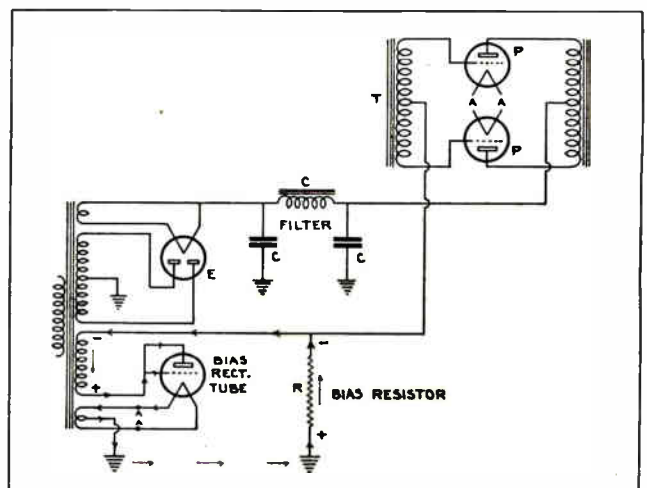 P
T
A A
P
C
FILTER
C C
E
-
-
BIAS
RECT.
TUBE
+
R
BIAS RESISTOR
A
A
+